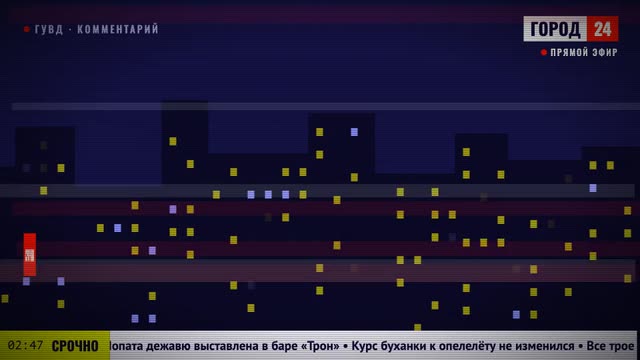 ГУВД · КОММЕНТАРИЙ
ГОРОД 24
ПРЯМОЙ ЭФИР
02:47 СРОЧНО лопата дежавю выставлена в баре «Трон» • Курс буханки к опелелёту не изменился • Все трое